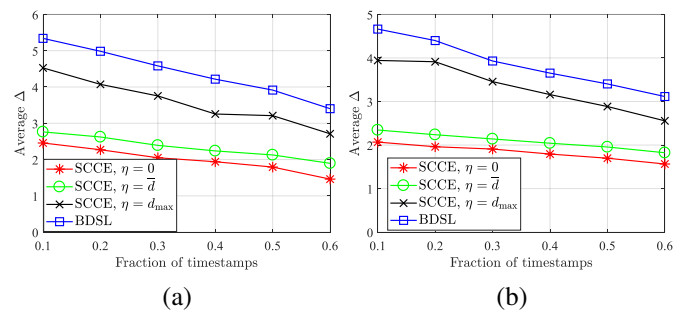 6
5
4
3
2
1
0
Average Δ
SCCE, η = 0
SCCE, η = d̅
SCCE, η = d_max
BDSL
0.1 0.2 0.3 0.4 0.5 0.6
Fraction of timestamps
(a)
5
4
3
2
1
0
Average Δ
SCCE, η = 0
SCCE, η = d̅
SCCE, η = d_max
BDSL
0.1 0.2 0.3 0.4 0.5 0.6
Fraction of timestamps
(b)